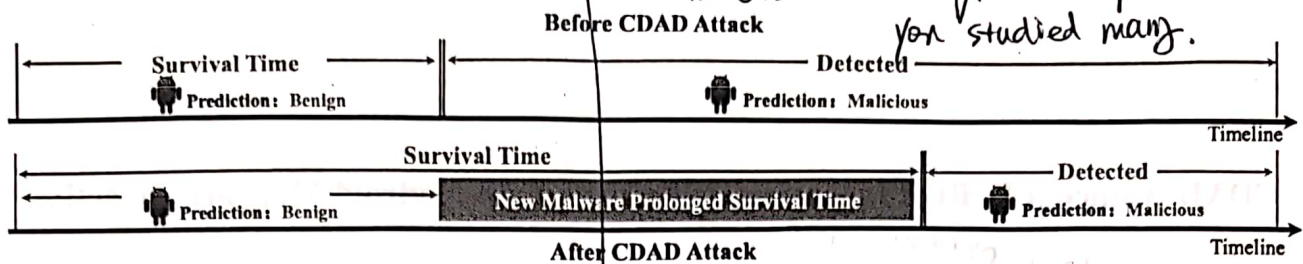 Before CDAD Attack
you studied many.
Survival Time
Detected
Prediction: Benign
Prediction: Malicious
Timeline
Survival Time
Detected
New Malware Prolonged Survival Time
Prediction: Benign
Prediction: Malicious
After CDAD Attack
Timeline